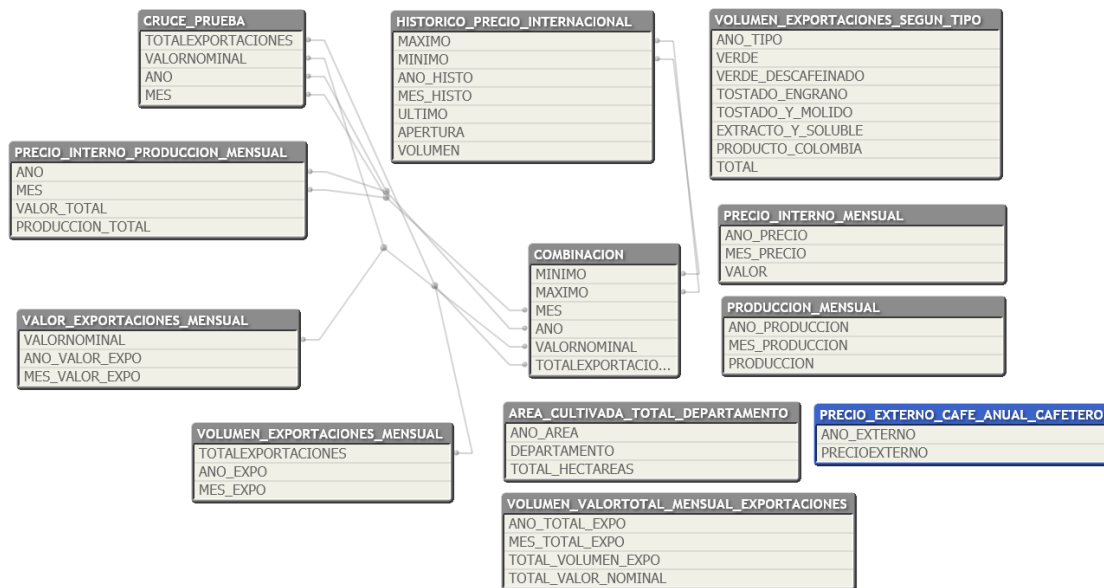 CRUCE_PRUEBA
TOTALEXPORTACIONES
VALORNOMINAL
ANO
MES
HISTORICO_PRECIO_INTERNACIONAL
MAXIMO
MINIMO
ANO_HISTO
MES_HISTO
ULTIMO
APERTURA
VOLUMEN
VOLUMEN_EXPORTACIONES_SEGUN_TIPO
ANO_TIPO
VERDE
VERDE_DESCAFEINADO
TOSTADO_ENGRANO
TOSTADO_Y_MOLIDO
EXTRACTO_Y_SOLUBLE
PRODUCTO_COLOMBIA
TOTAL
PRECIO_INTERNO_PRODUCCION_MENSUAL
ANO
MES
VALOR_TOTAL
PRODUCCION_TOTAL
PRECIO_INTERNO_MENSUAL
ANO_PRECIO
MES_PRECIO
VALOR
COMBINACION
MINIMO
MAXIMO
MES
ANO
VALORNOMINAL
TOTALEXPORTACIO...
PRODUCCION_MENSUAL
ANO_PRODUCCION
MES_PRODUCCION
PRODUCCION
VALOR_EXPORTACIONES_MENSUAL
VALORNOMINAL
ANO_VALOR_EXPO
MES_VALOR_EXPO
AREA_CULTIVADA_TOTAL_DEPARTAMENTO
ANO_AREA
DEPARTAMENTO
TOTAL_HECTAREAS
PRECIO_EXTERNO_CAFE_ANUAL_CAFETERO
ANO_EXTERNO
PRECIOEXTERNO
VOLUMEN_EXPORTACIONES_MENSUAL
TOTALEXPORTACIONES
ANO_EXPO
MES_EXPO
VOLUMEN_VALORTOTAL_MENSUAL_EXPORTACIONES
ANO_TOTAL_EXPO
MES_TOTAL_EXPO
TOTAL_VOLUMEN_EXPO
TOTAL_VALOR_NOMINAL